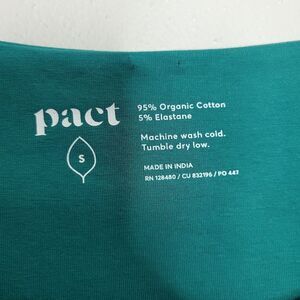 pact
S
95% Organic Cotton
5% Elastane
Machine wash cold.
Tumble dry low.
MADE IN INDIA
RN 128480 / CU 832196 / PO 447